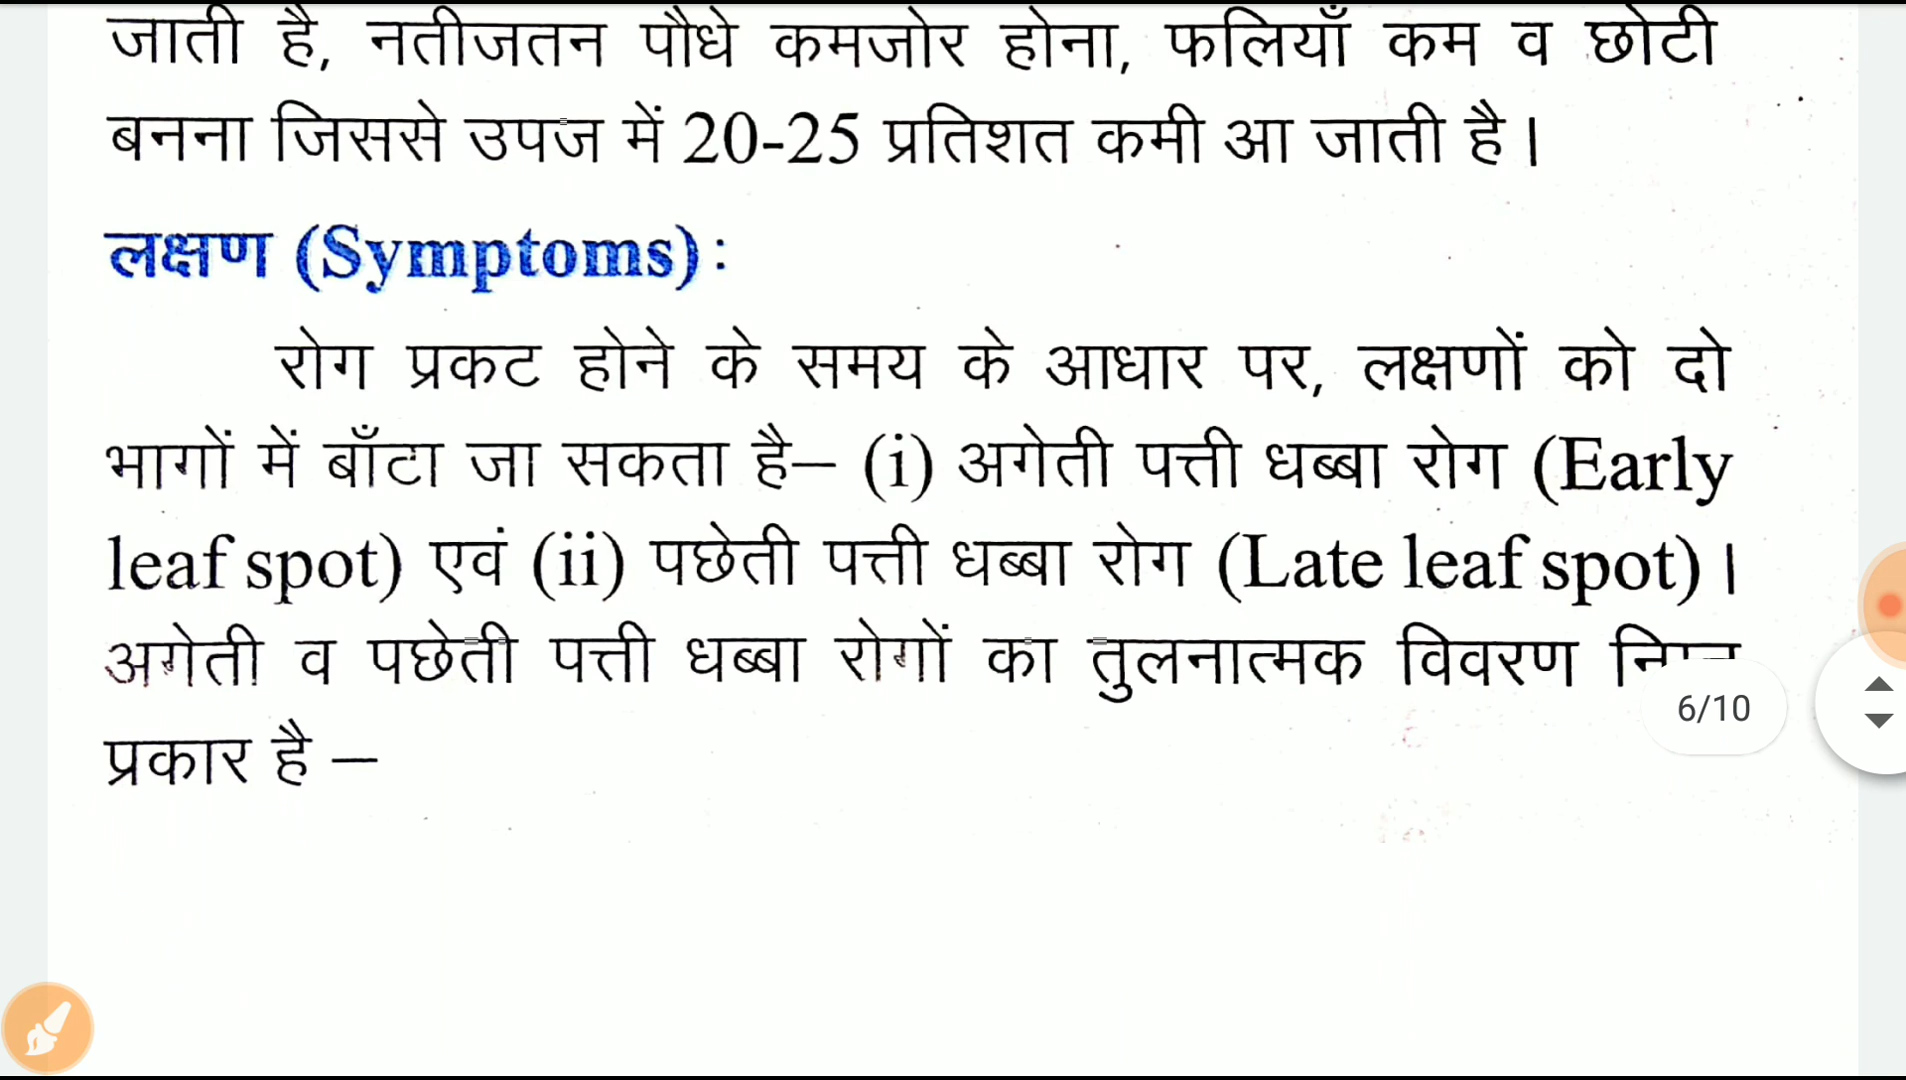 जाती है, नतीजतन पौधे कमजोर होना, फलियाँ कम व छोटी
बनना जिससे उपज में 20-25 प्रतिशत कमी आ जाती है।
लक्षण (Symptoms):
रोग प्रकट होने के समय के आधार पर, लक्षणों को दो
भागों में बाँटा जा सकता है– (i) अगेती पत्ती धब्बा रोग (Early
leaf spot) एवं (ii) पछेती पत्ती धब्बा रोग (Late leaf spot)।
अगेती व पछेती पत्ती धब्बा रोगों का तुलनात्मक विवरण
6/10
प्रकार है –